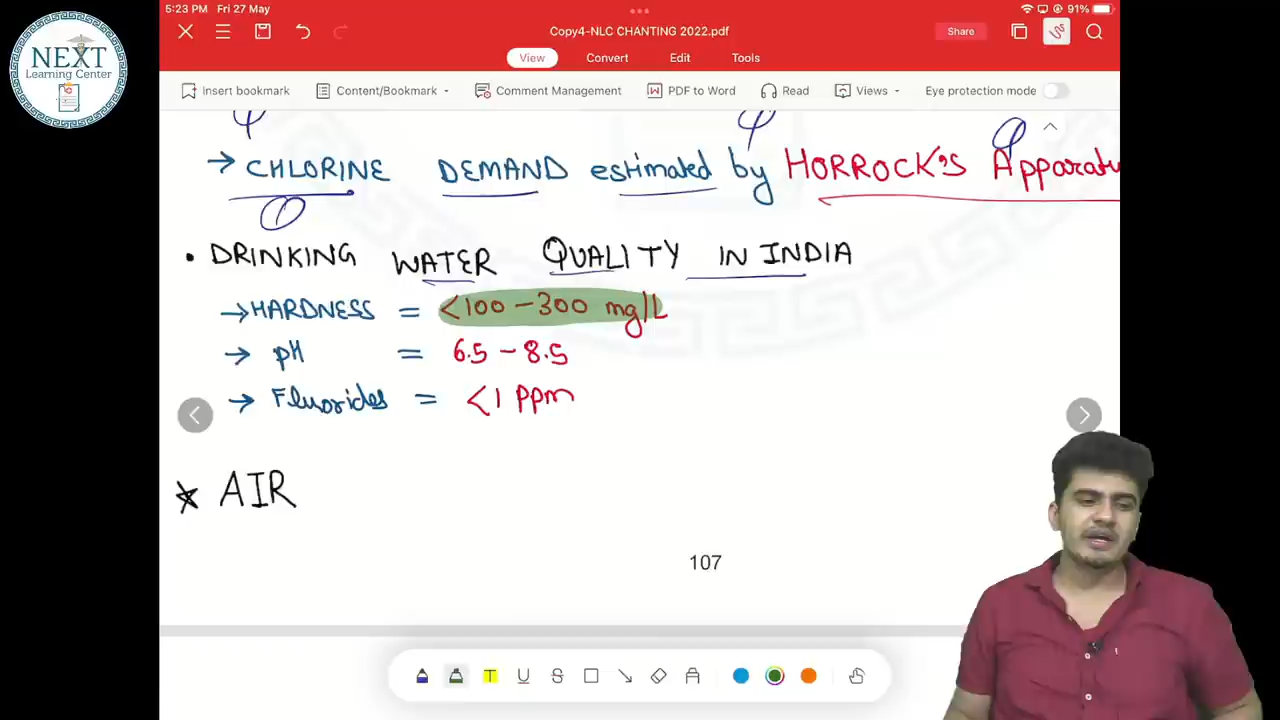 5:23 PM Fri 27 May
91%
NEXT
Learning Center
Copy4-NLC CHANTING 2022.pdf
Share
View Convert Edit Tools
Insert bookmark Content/Bookmark Comment Management PDF to Word Read Views Eye protection mode
→ CHLORINE DEMAND estimated by HORROCK'S Apparatu
• DRINKING WATER QUALITY IN INDIA
→ HARDNESS = <100 - 300 mg/L
→ pH = 6.5 - 8.5
→ Fluorides = <1 ppm
* AIR
107
T U S